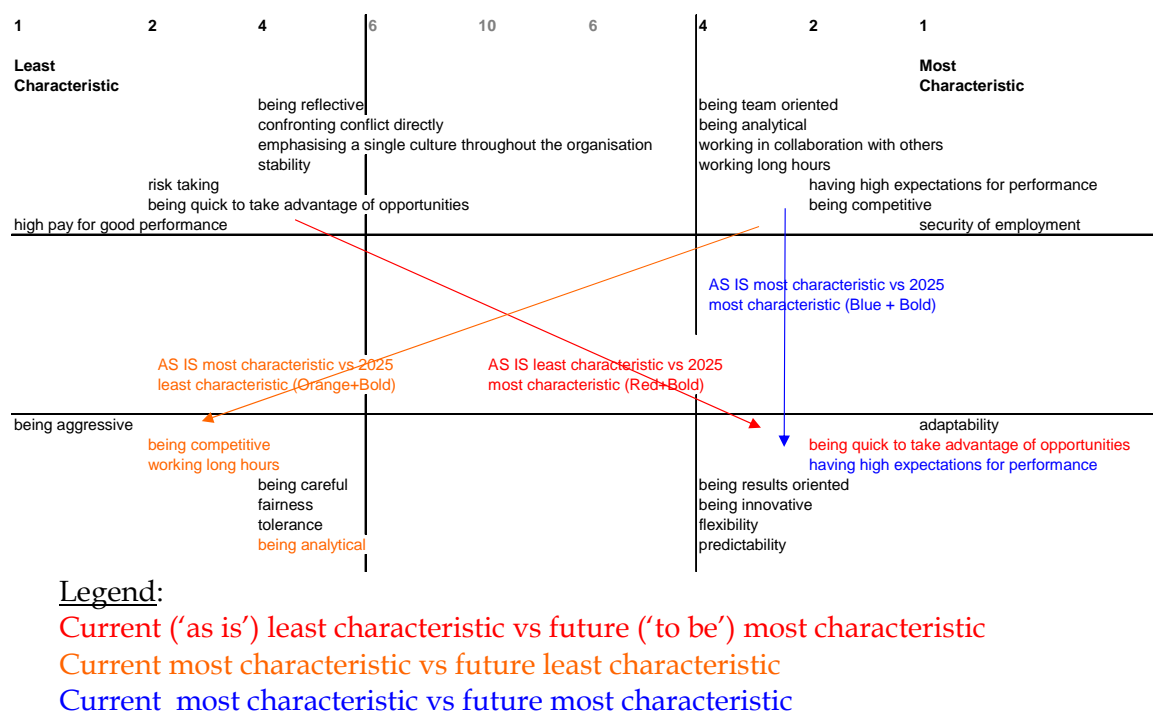 1 2 4 6 10 6 4 2 1
Least Most
Characteristic Characteristic
being reflective being team oriented
confronting conflict directly being analytical
emphasising a single culture throughout the organisation working in collaboration with others
stability working long hours
risk taking having high expectations for performance
being quick to take advantage of opportunities being competitive
high pay for good performance security of employment
AS IS most characteristic vs 2025
most characteristic (Blue + Bold)
AS IS most characteristic vs 2025 AS IS least characteristic vs 2025
least characteristic (Orange+Bold) most characteristic (Red+Bold)
being aggressive adaptability
being competitive being quick to take advantage of opportunities
working long hours having high expectations for performance
being careful being results oriented
fairness being innovative
tolerance flexibility
being analytical predictability
Legend:
Current (‘as is’) least characteristic vs future (‘to be’) most characteristic
Current most characteristic vs future least characteristic
Current most characteristic vs future most characteristic